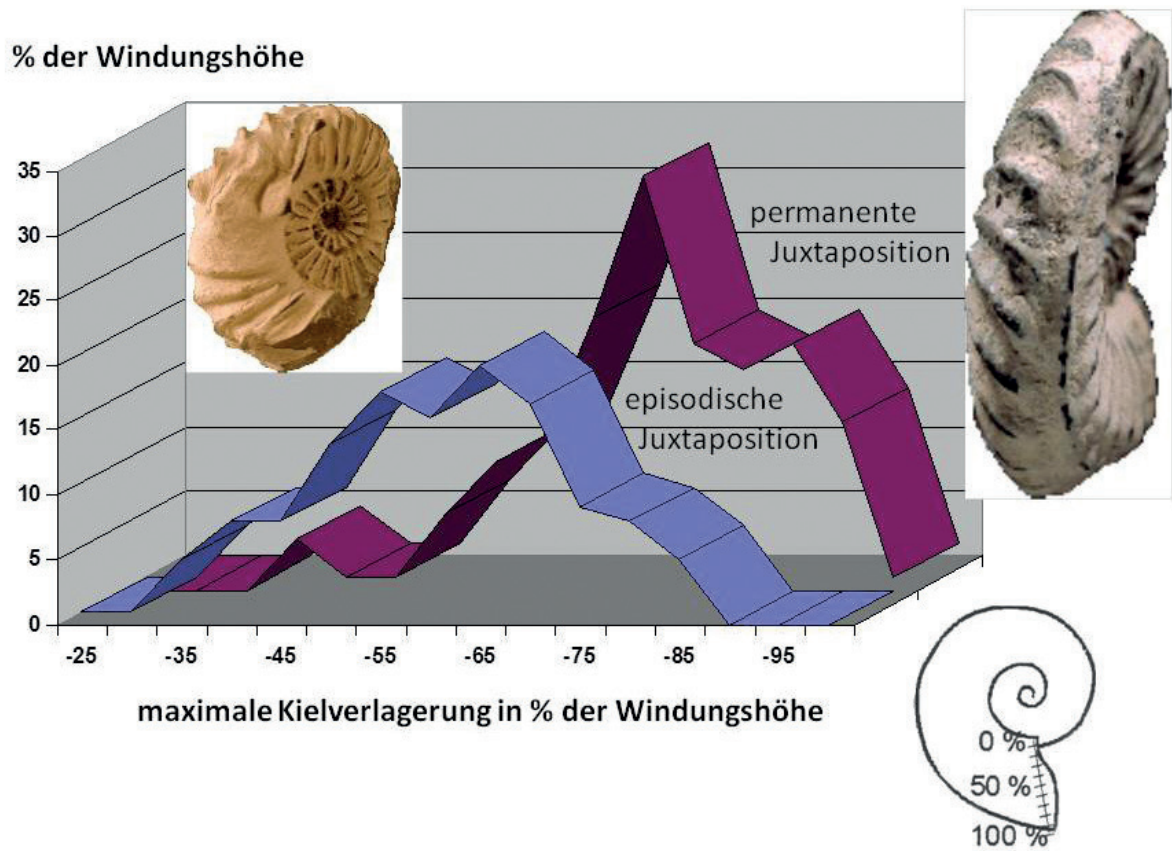 % der Windungshöhe
35
30
25
20
15
10
5
0
permanente
Juxtaposition
episodische
Juxtaposition
-25 -35 -45 -55 -65 -75 -85 -95
maximale Kielverlagerung in % der Windungshöhe
0 %
50 %
100 %